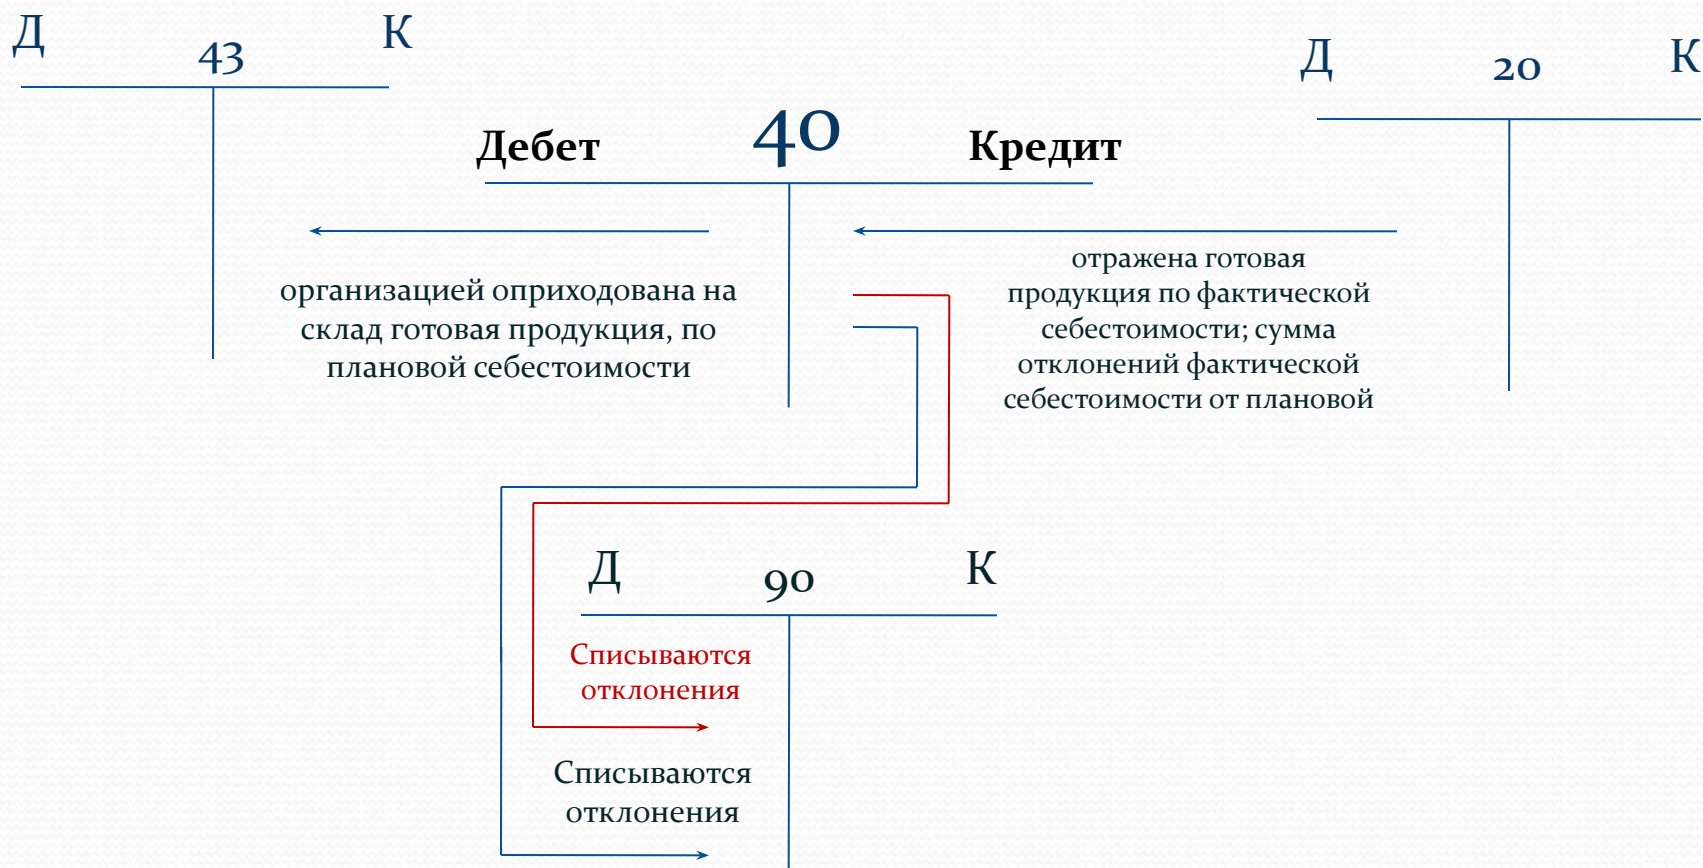 Д 43 К
Д 20 К
Дебет 40 Кредит
организацией оприходована на
склад готовая продукция, по
плановой себестоимости
отражена готовая
продукция по фактической
себестоимости; сумма
отклонений фактической
себестоимости от плановой
Д 90 К
Списываются
отклонения
Списываются
отклонения